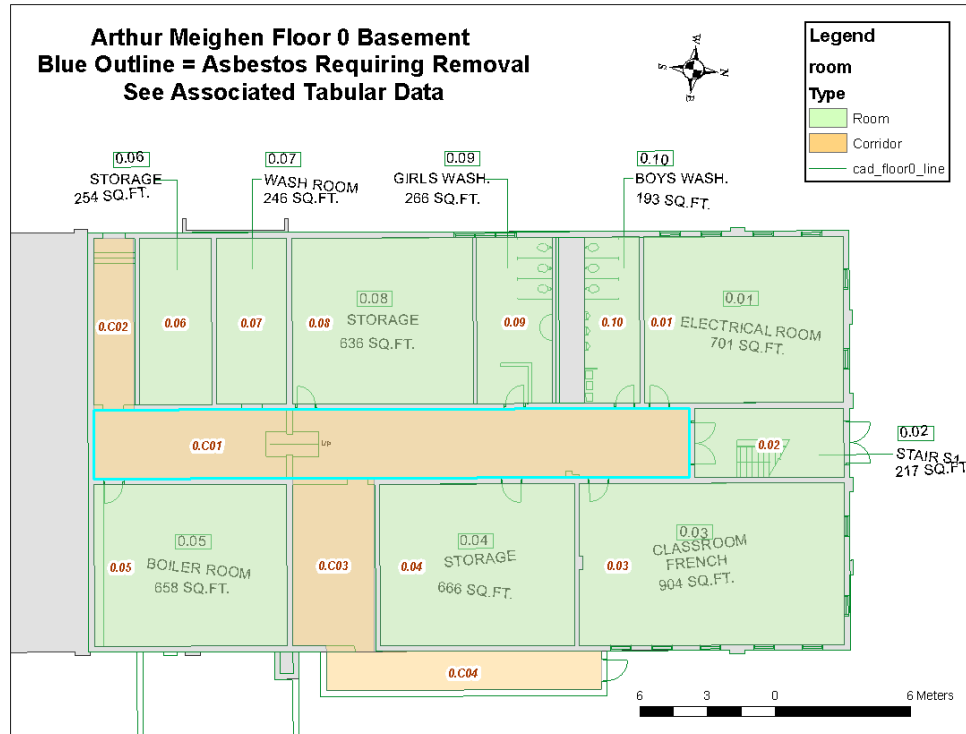 Arthur Meighen Floor 0 Basement
Blue Outline = Asbestos Requiring Removal
See Associated Tabular Data
W
S
N
E
Legend
room
Type
Room
Corridor
cad_floor0_line
0.06
STORAGE
254 SQ.FT.
0.07
WASH ROOM
246 SQ.FT.
0.09
GIRLS WASH.
266 SQ.FT.
0.10
BOYS WASH.
193 SQ.FT.
0.C02
0.06
0.07
0.08
0.08
STORAGE
636 SQ.FT.
0.09
0.10
0.01
0.01
ELECTRICAL ROOM
701 SQ.FT.
0.C01
UP
0.02
0.02
STAIR S1
217 SQ.FT
0.05
0.05
BOILER ROOM
658 SQ.FT.
0.C03
0.04
0.04
STORAGE
666 SQ.FT.
0.03
0.03
CLASSROOM
FRENCH
904 SQ.FT.
0.C04
6 3 0 6 Meters